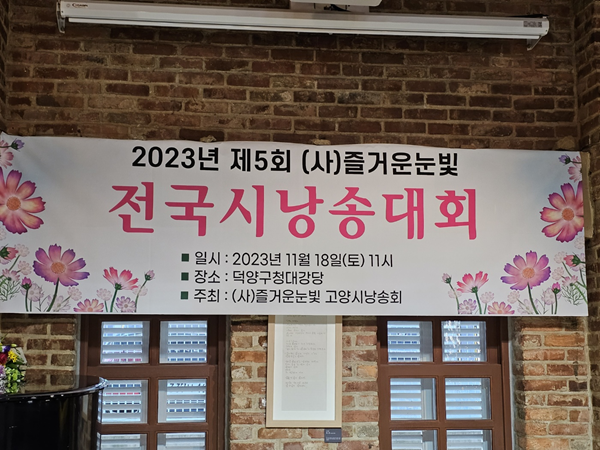 2023년 제5회 (사)즐거운눈빛
전국시낭송대회
■ 일시 : 2023년 11월 18일(토) 11시
■ 장소 : 덕양구청대강당
■ 주최 : (사)즐거운눈빛 고양시낭송회